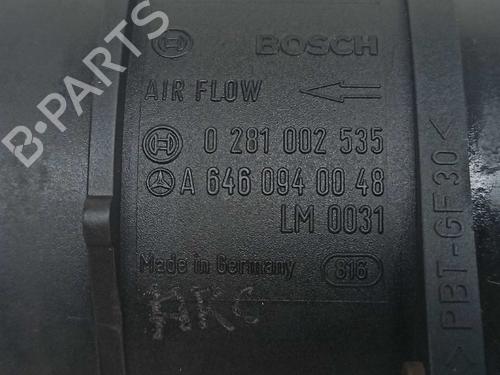 BOSCH
AIR FLOW
0 281 002 535
A 646 094 00 48
LM 0031
Made in Germany 816
>PBT-GF30<
B-PARTS